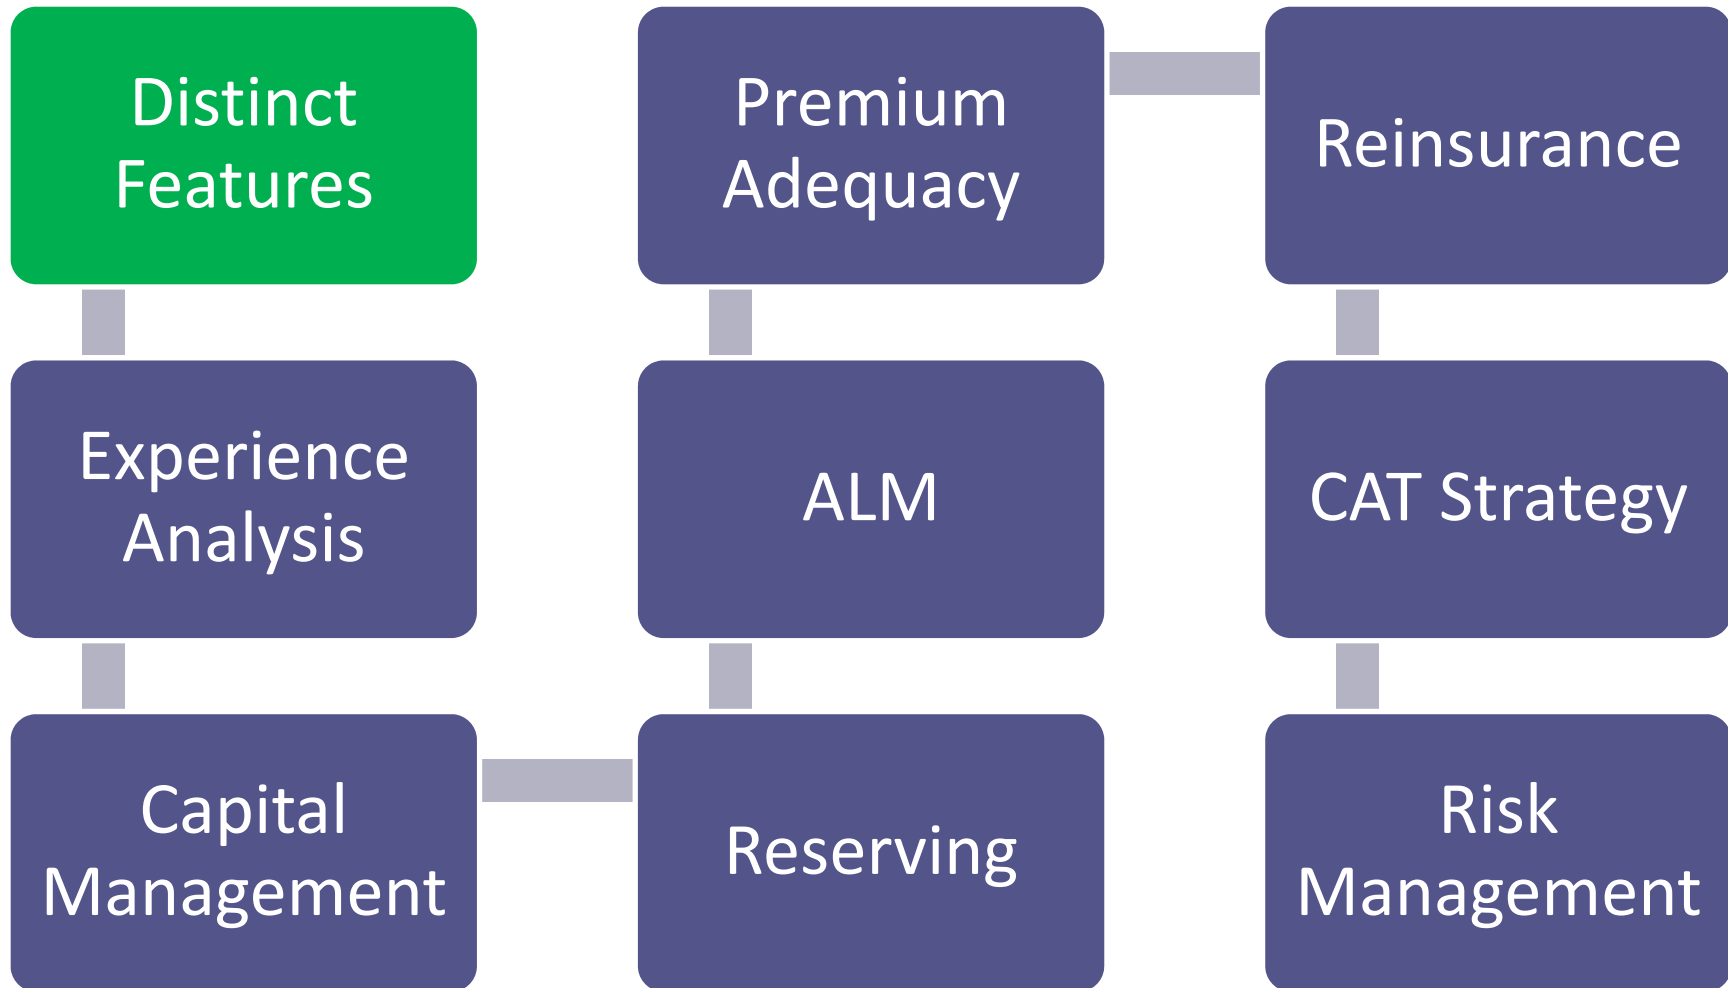 Distinct
Features
Experience
Analysis
Capital
Management
Reserving
ALM
Premium
Adequacy
Reinsurance
CAT Strategy
Risk
Management